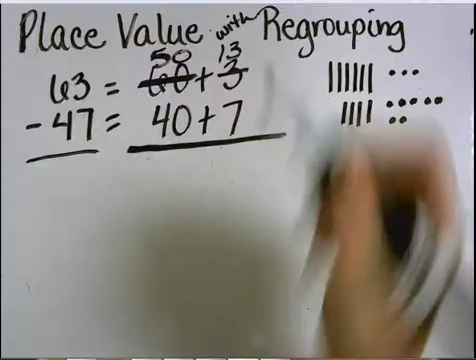 Place Value with Regrouping
50 13
63 = 60 + 3
- 47 = 40 + 7